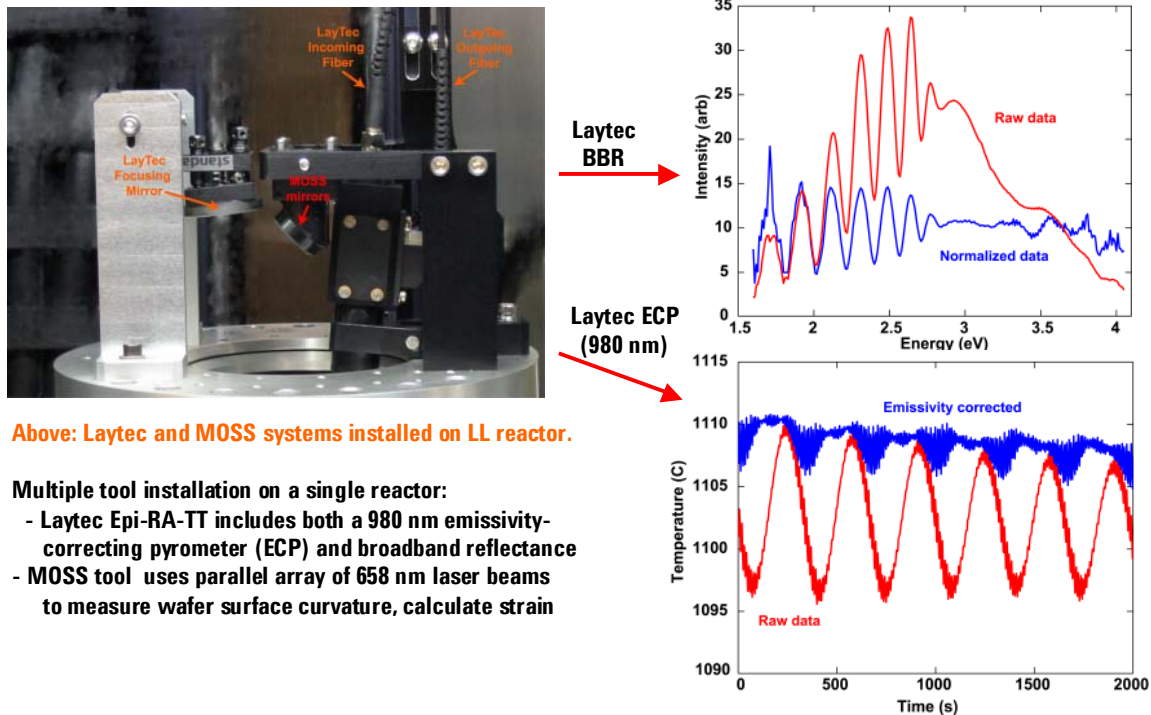 LayTec
Incoming
Fiber
LayTec
Outgoing
Fiber
standa
LayTec
Focusing
Mirror
MOSS
mirrors
Above: Laytec and MOSS systems installed on LL reactor.
Multiple tool installation on a single reactor:
- Laytec Epi-RA-TT includes both a 980 nm emissivity-
correcting pyrometer (ECP) and broadband reflectance
- MOSS tool uses parallel array of 658 nm laser beams
to measure wafer surface curvature, calculate strain
Laytec
BBR
Laytec ECP
(980 nm)
35
30
25
20
15
10
5
0
Intensity (arb)
Raw data
Normalized data
1.5 2 2.5 3 3.5 4
Energy (eV)
1115
1110
1105
1100
1095
1090
Temperature (C)
Emissivity corrected
Raw data
0 500 1000 1500 2000
Time (s)